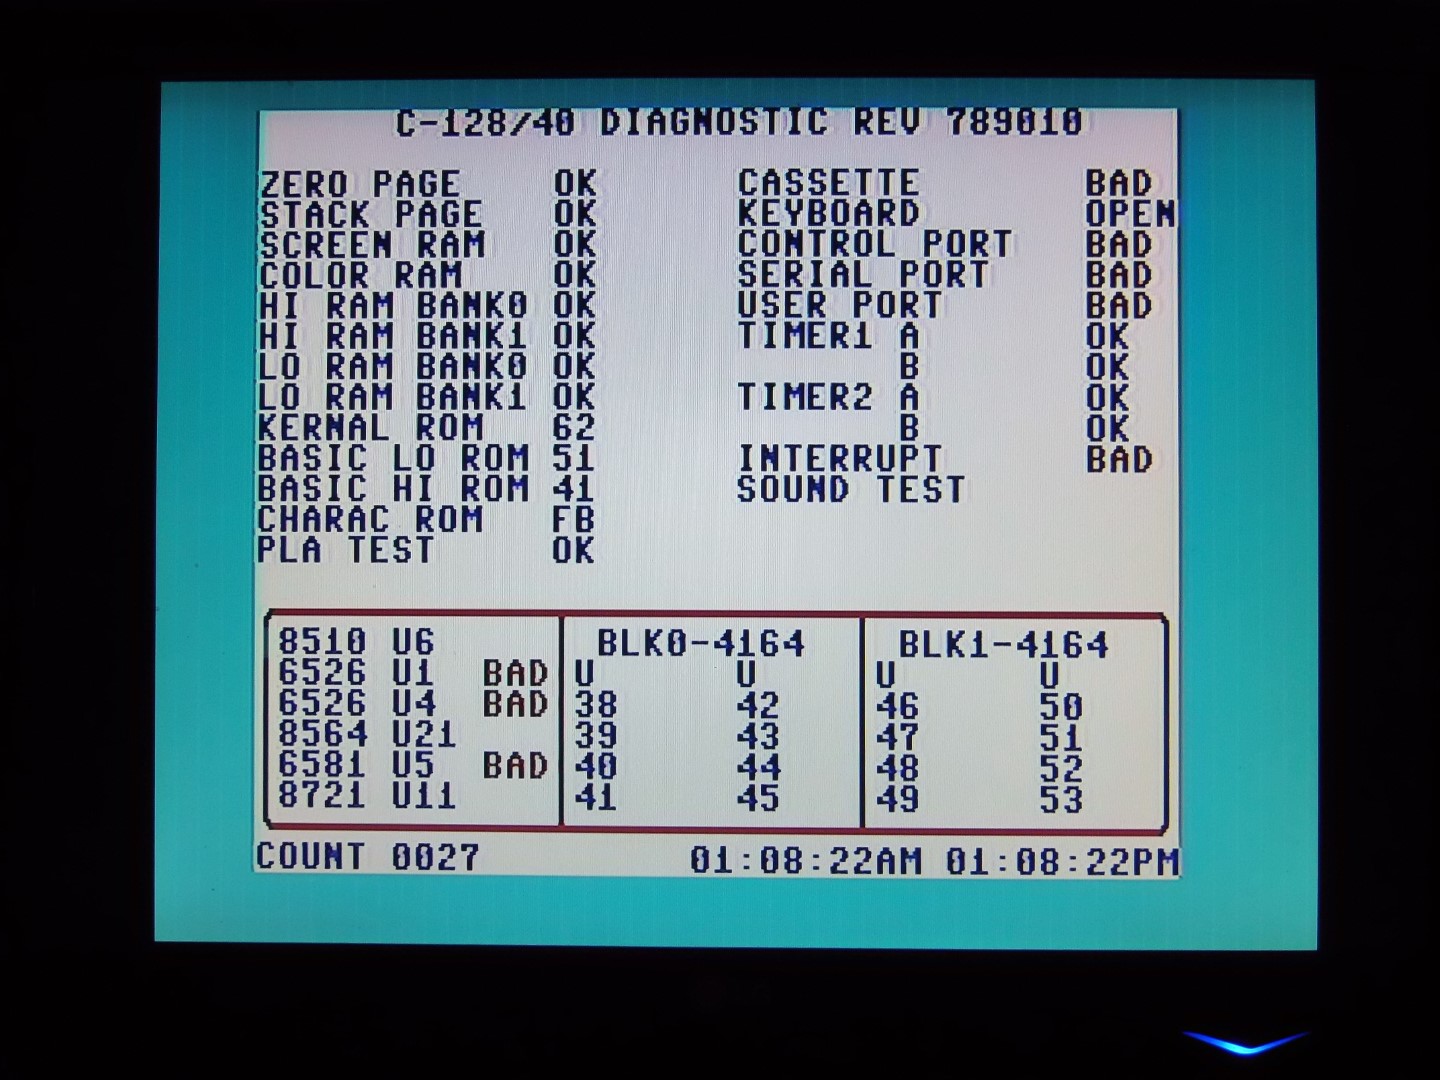 C-128/40 DIAGNOSTIC REV 789010
ZERO PAGE OK CASSETTE BAD
STACK PAGE OK KEYBOARD OPEN
SCREEN RAM OK CONTROL PORT BAD
COLOR RAM OK SERIAL PORT BAD
HI RAM BANK0 OK USER PORT BAD
HI RAM BANK1 OK TIMER1 A OK
LO RAM BANK0 OK B OK
LO RAM BANK1 OK TIMER2 A OK
KERNAL ROM 62 B OK
BASIC LO ROM 51 INTERRUPT BAD
BASIC HI ROM 41 SOUND TEST
CHARAC ROM FB
PLA TEST OK
8510 U6 BLK0-4164 BLK1-4164
6526 U1 BAD U U U U
6526 U4 BAD 38 42 46 50
8564 U21 39 43 47 51
6581 U5 BAD 40 44 48 52
8721 U11 41 45 49 53
COUNT 0027 01:08:22AM 01:08:22PM